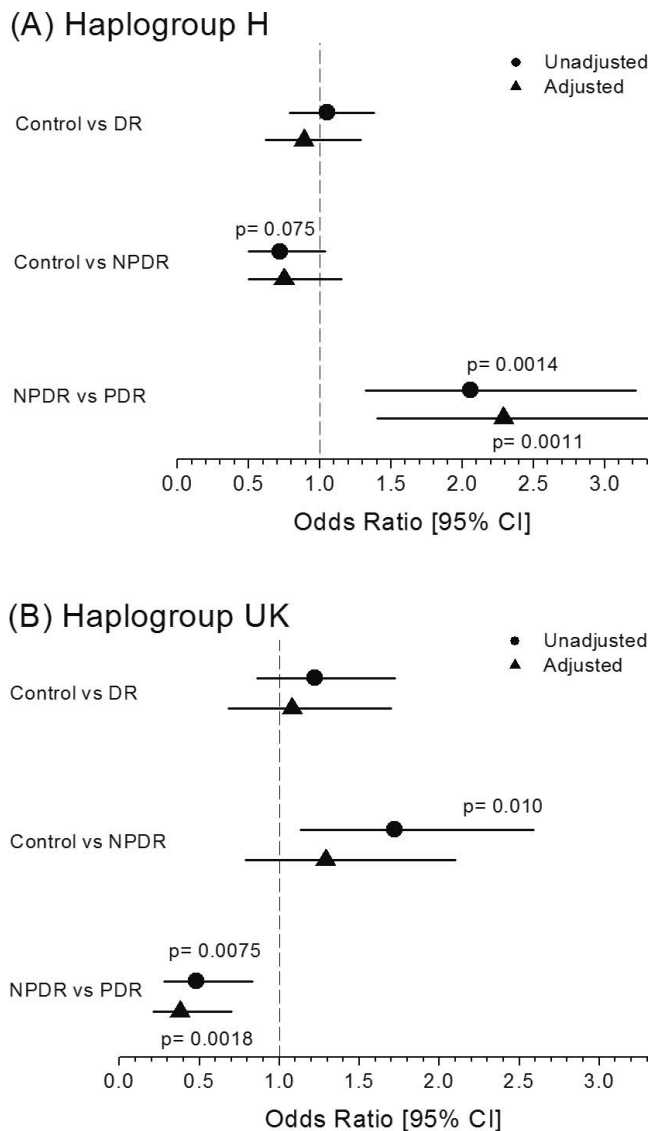 (A) Haplogroup H
Unadjusted
Adjusted
Control vs DR
p= 0.075
Control vs NPDR
p= 0.0014
NPDR vs PDR
p= 0.0011
0.0 0.5 1.0 1.5 2.0 2.5 3.0
Odds Ratio [95% CI]
(B) Haplogroup UK
Unadjusted
Adjusted
Control vs DR
p= 0.010
Control vs NPDR
p= 0.0075
NPDR vs PDR
p= 0.0018
0.0 0.5 1.0 1.5 2.0 2.5 3.0
Odds Ratio [95% CI]